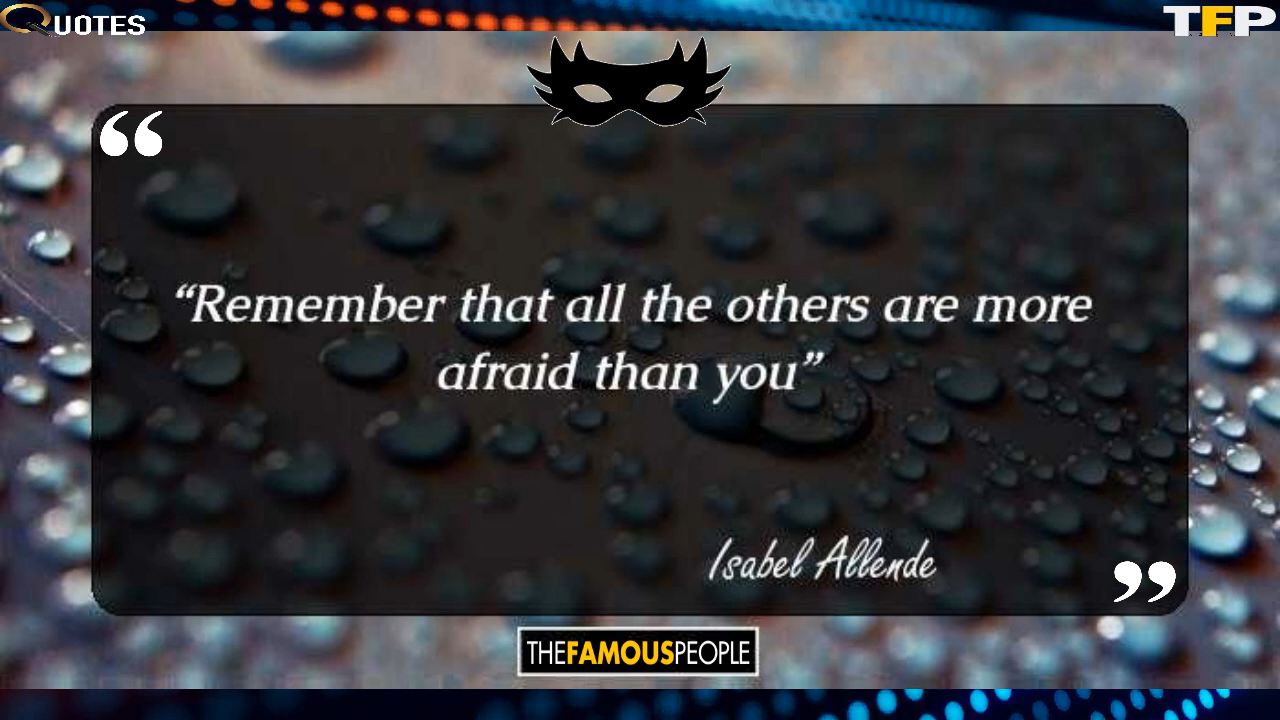 QUOTES
TFP
“
“Remember that all the others are more
afraid than you”
Isabel Allende
”
THEFAMOUSPEOPLE